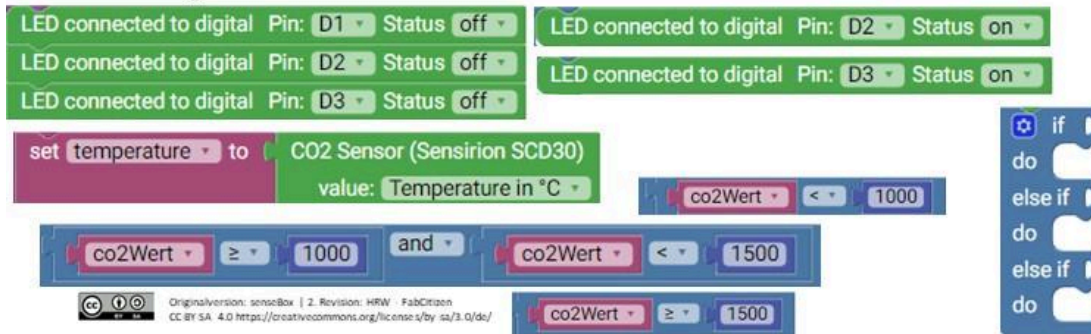 LED connected to digital Pin: D1 Status off
LED connected to digital Pin: D2 Status off
LED connected to digital Pin: D3 Status off
LED connected to digital Pin: D2 Status on
LED connected to digital Pin: D3 Status on
set temperature to CO2 Sensor (Sensirion SCD30)
value: Temperature in °C
co2Wert < 1000
co2Wert ≥ 1000 and co2Wert < 1500
co2Wert ≥ 1500
if
do
else if
do
else if
do
cc BY SA
Originalversion: senseBox | 2. Revision: HRW - FabCitizen
CC BY SA 4.0 https://creativecommons.org/licenses/by sa/3.0/de/